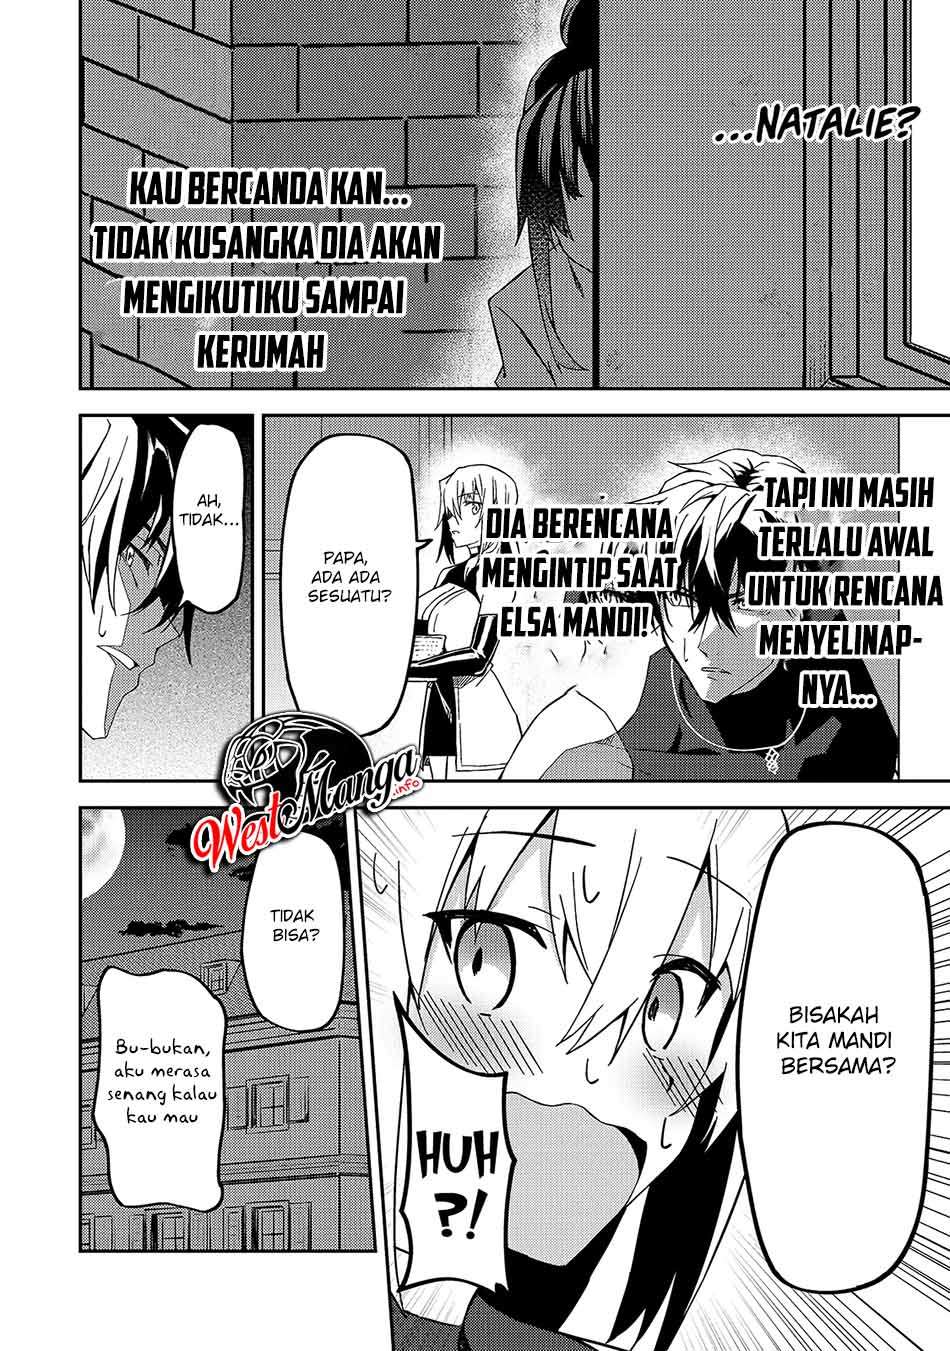 ...NATALIE?
KAU BERCANDA KAN...
TIDAK KUSANGKA DIA AKAN
MENGIKUTIKU SAMPAI
KERUMAH
TAPI INI MASIH
TERLALU AWAL
UNTUK RENCANA
MENYELINAP-
NYA...
DIA BERENCANA
MENGINTIP SAAT
ELSA MANDI!
PAPA,
ADA ADA
SESUATU?
AH,
TIDAK...
WestManga.info
BISAKAH
KITA MANDI
BERSAMA?
HUH
?!
TIDAK
BISA?
Bu-bukan,
aku merasa
senang kalau
kau mau